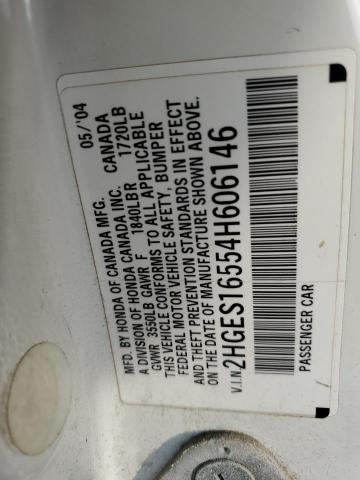 MFD. BY HONDA OF CANADA MFG. 05/'04
A DIVISION OF HONDA CANADA INC. CANADA
GVWR 3550LB GAWR F 1840LBR 1720LB
THIS VEHICLE CONFORMS TO ALL APPLICABLE
FEDERAL MOTOR VEHICLE SAFETY, BUMPER
AND THEFT PREVENTION STANDARDS IN EFFECT
ON THE DATE OF MANUFACTURE SHOWN ABOVE.
V.I.N. 2HGES16554H606146
PASSENGER CAR